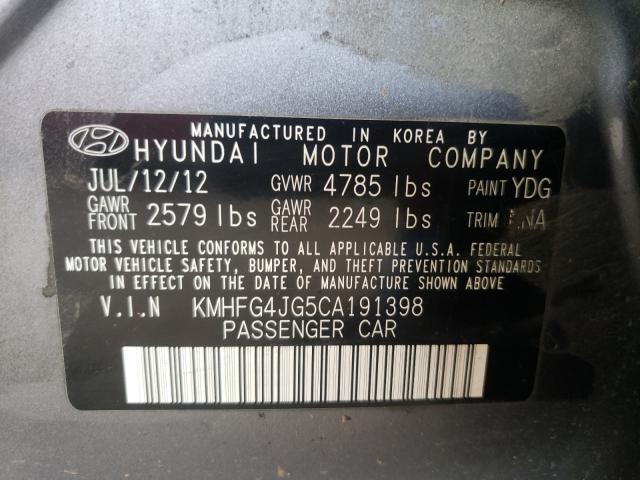 MANUFACTURED IN KOREA BY
HYUNDAI MOTOR COMPANY
JUL/12/12 GVWR 4785 lbs PAINT YDG
GAWR FRONT 2579 lbs GAWR REAR 2249 lbs TRIM
THIS VEHICLE CONFORMS TO ALL APPLICABLE U.S.A. FEDERAL
MOTOR VEHICLE SAFETY, BUMPER, AND THEFT PREVENTION STANDARDS
IN EFFECT ON THE DATE OF MANUFACTURE SHOWN ABOVE
V.I.N KMHFG4JG5CA191398
PASSENGER CAR